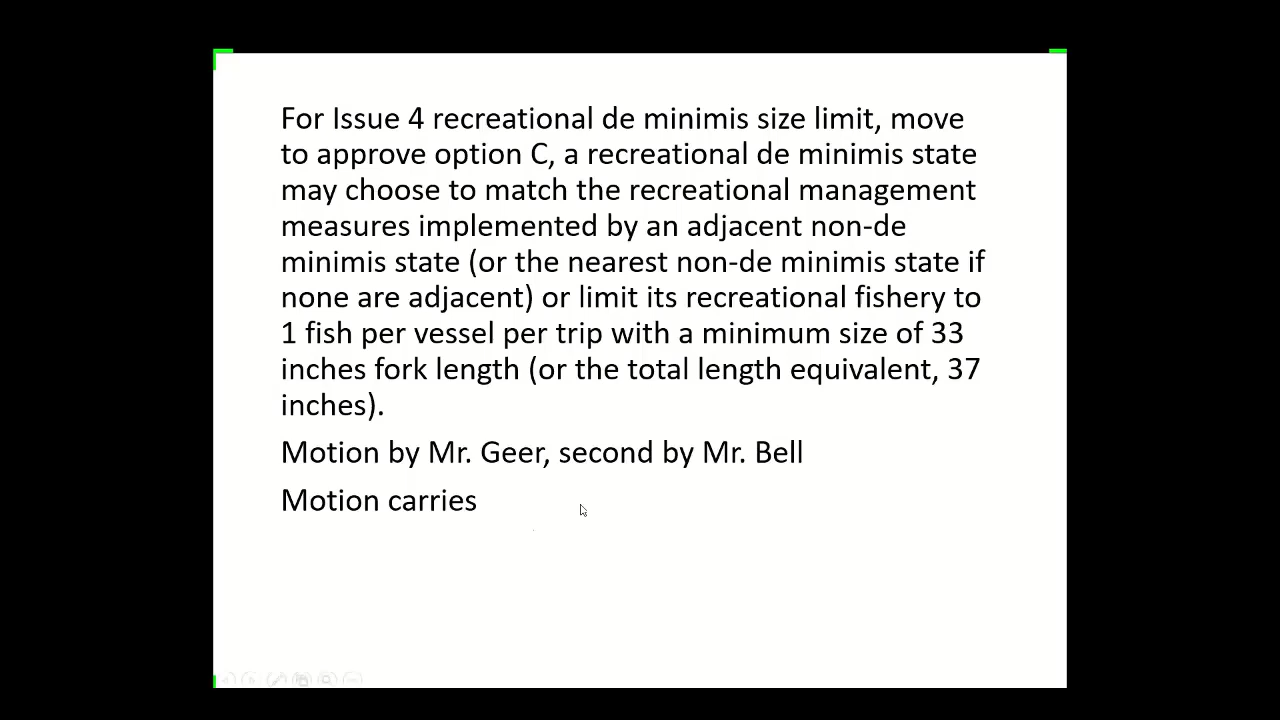 For Issue 4 recreational de minimis size limit, move
to approve option C, a recreational de minimis state
may choose to match the recreational management
measures implemented by an adjacent non-de
minimis state (or the nearest non-de minimis state if
none are adjacent) or limit its recreational fishery to
1 fish per vessel per trip with a minimum size of 33
inches fork length (or the total length equivalent, 37
inches).
Motion by Mr. Geer, second by Mr. Bell
Motion carries